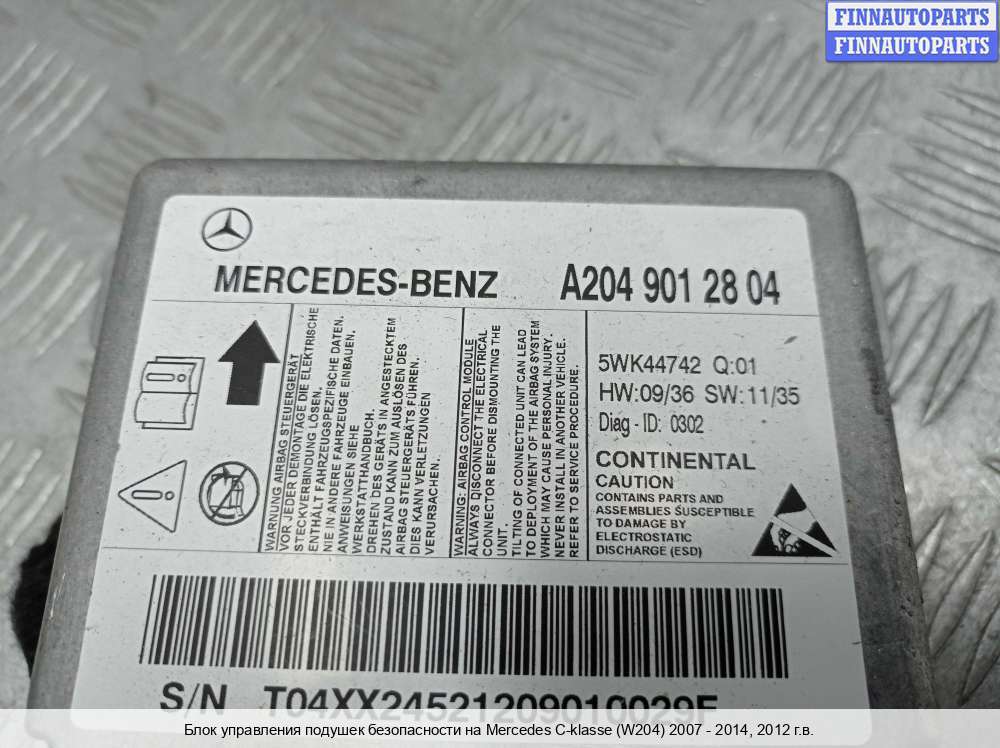 FINNAUTOPARTS
FINNAUTOPARTS
MERCEDES-BENZ
A204 901 28 04
WARNUNG AIRBAG STEUERGERÄT
VOR JEDER DEMONTAGE DIE ELEKTRISCHE
STECKVERBINDUNG LÖSEN.
ENTHÄLT FAHRZEUGSPEZIFISCHE DATEN.
NIE IN ANDERE FAHRZEUGE EINBAUEN.
ANWEISUNGEN SIEHE
WERKSTATTHANDBUCH.
DREHEN DES GERÄTS IN ANGESTECKTEM
ZUSTAND KANN ZUM AUSLÖSEN DES
AIRBAG STEUERGERÄTS FÜHREN.
DIES KANN VERLETZUNGEN
VERURSACHEN.
WARNING: AIRBAG CONTROL MODULE
ALWAYS DISCONNECT THE ELECTRICAL
CONNECTOR BEFORE DISMOUNTING THE
UNIT.
TILTING OF CONNECTED UNIT CAN LEAD
TO DEPLOYMENT OF THE AIRBAG SYSTEM
WHICH MAY CAUSE PERSONAL INJURY.
NEVER INSTALL IN ANOTHER VEHICLE.
REFER TO SERVICE PROCEDURE.
5WK44742 Q:01
HW:09/36 SW:11/35
Diag-ID: 0302
CONTINENTAL
CAUTION
CONTAINS PARTS AND
ASSEMBLIES SUSCEPTIBLE
TO DAMAGE BY
ELECTROSTATIC
DISCHARGE (ESD)
S/N T04XX24521209010029F
Блок управления подушек безопасности на Mercedes C-klasse (W204) 2007 - 2014, 2012 г.в.